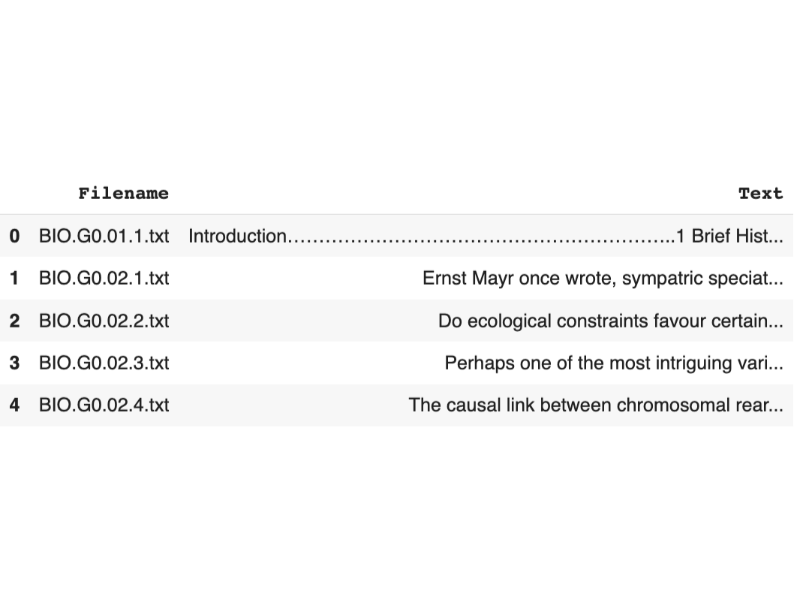 Filename Text
0 BIO.G0.01.1.txt Introduction……………………………………………………..1 Brief Hist...
1 BIO.G0.02.1.txt Ernst Mayr once wrote, sympatric speciat...
2 BIO.G0.02.2.txt Do ecological constraints favour certain...
3 BIO.G0.02.3.txt Perhaps one of the most intriguing vari...
4 BIO.G0.02.4.txt The causal link between chromosomal rear...